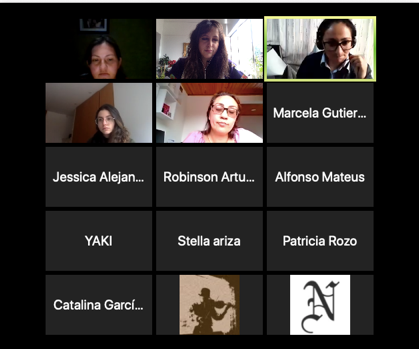 Marcela Gutier...
Jessica Alejan...
Robinson Artu...
Alfonso Mateus
YAKI
Stella ariza
Patricia Rozo
Catalina Garcí...
N